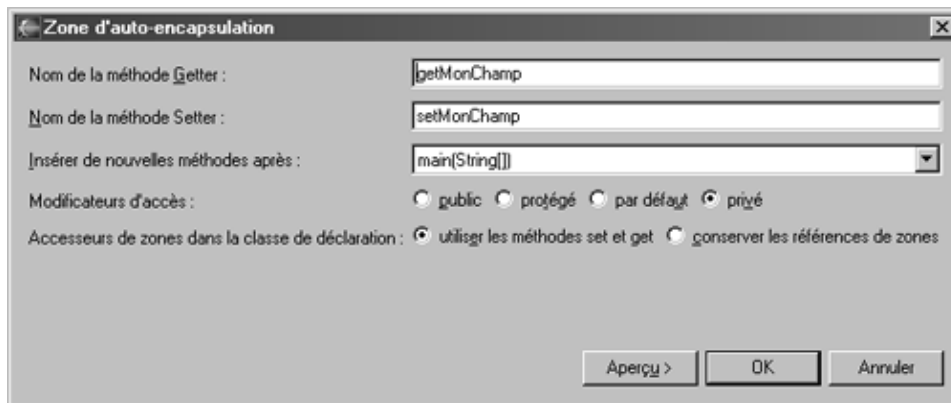 Zone d'auto-encapsulation
Nom de la méthode Getter : getMonChamp
Nom de la méthode Setter : setMonChamp
Insérer de nouvelles méthodes après : main(String[])
Modificateurs d'accès : public protégé par défaut privé
Accesseurs de zones dans la classe de déclaration : utiliser les méthodes set et get conserver les références de zones
Aperçu > OK Annuler